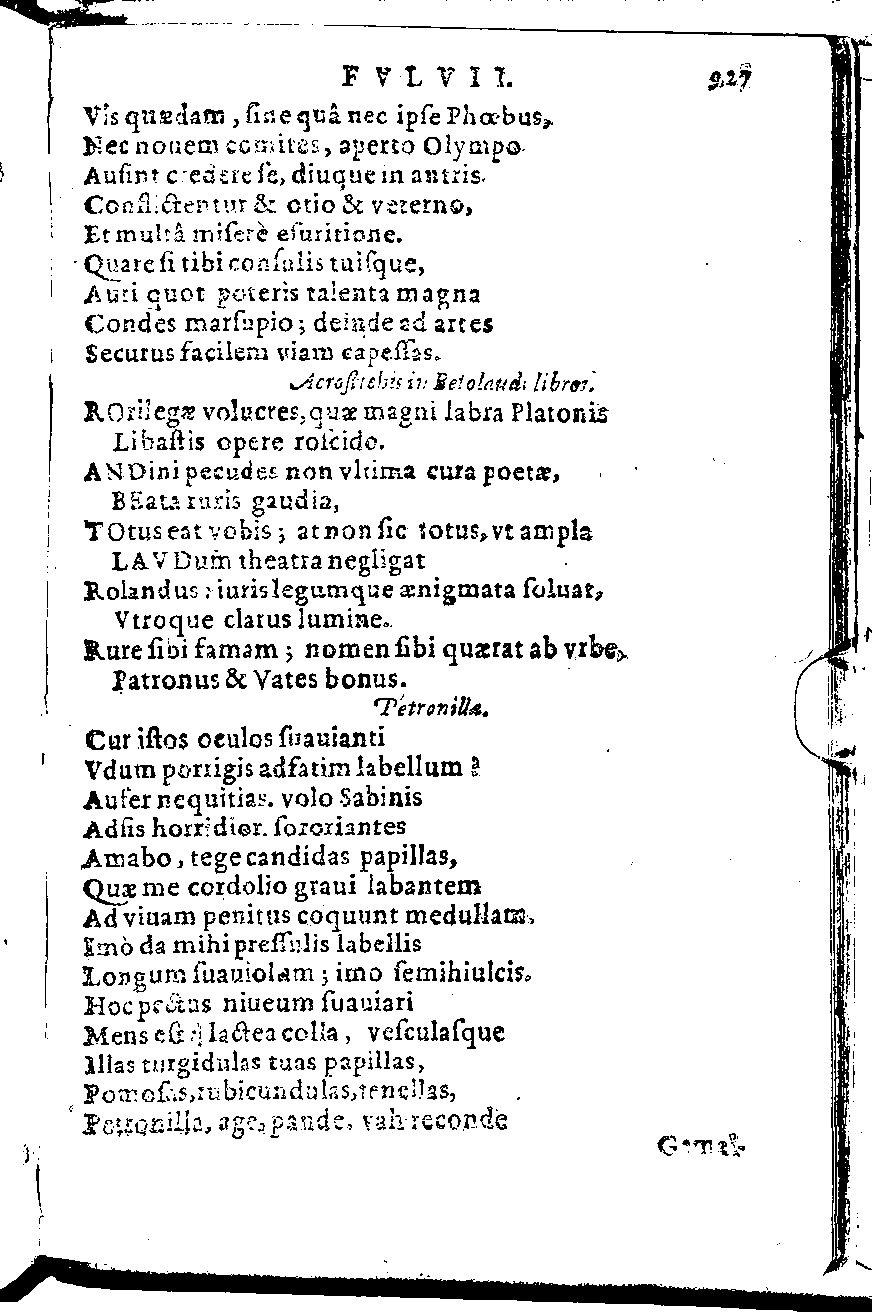 FVLVII. 927
Vis quædam, ſine quâ nec ipſe Phœbus,
Nec nouem comites, aperto Olympo
Auſint credere ſe, diuque in antris
Conflictentur & otio & veterno,
Et multâ miſerè eſuritione.
Quare ſi tibi conſulis tuiſque,
Auri quot poteris talenta magna
Condes marſupio; deinde ad artes
Securus facilem viam capeſſas.
Acroſtichis in Betolaudi libros.
ROrilegæ volucres, quæ magni labra Platonis
Libaſtis opere roſcido.
ANDini pecudes non vltima cura poetæ,
BEata ruris gaudia,
TOtus eat vobis; at non ſic totus, vt ampla
LAVDum theatra negligat
Rolandus: iuris legumque ænigmata ſoluat,
Vtroque clarus lumine.
Rure ſibi famam; nomen ſibi quærat ab vrbe,
Patronus & Vates bonus.
Petronilla.
Cur iſtos oculos ſuauianti
Vdum porrigis adfatim labellum?
Aufer nequitias. volo Sabinis
Adſis horridior. ſororiantes
Amabo, tege candidas papillas,
Quæ me cordolio graui labantem
Ad viuam penitus coquunt medullam,
Imò da mihi preſſulis labellis
Longum ſuauiolum; imo ſemihiulcis.
Hoc pectus niueum ſuauiari
Mens eſt: lactea colla, veſculaſque
Illas turgidulas tuas papillas,
Pomoſas, rubicundulas, tenellas,
Petronilla, age, pande, vah reconde